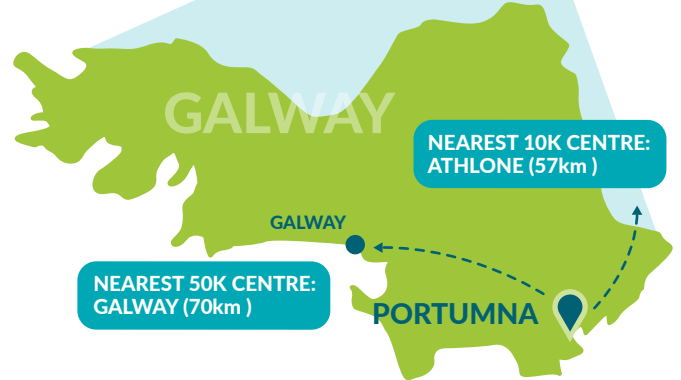 GALWAY
NEAREST 10K CENTRE:
ATHLONE (57km )
GALWAY
NEAREST 50K CENTRE:
GALWAY (70km )
PORTUMNA